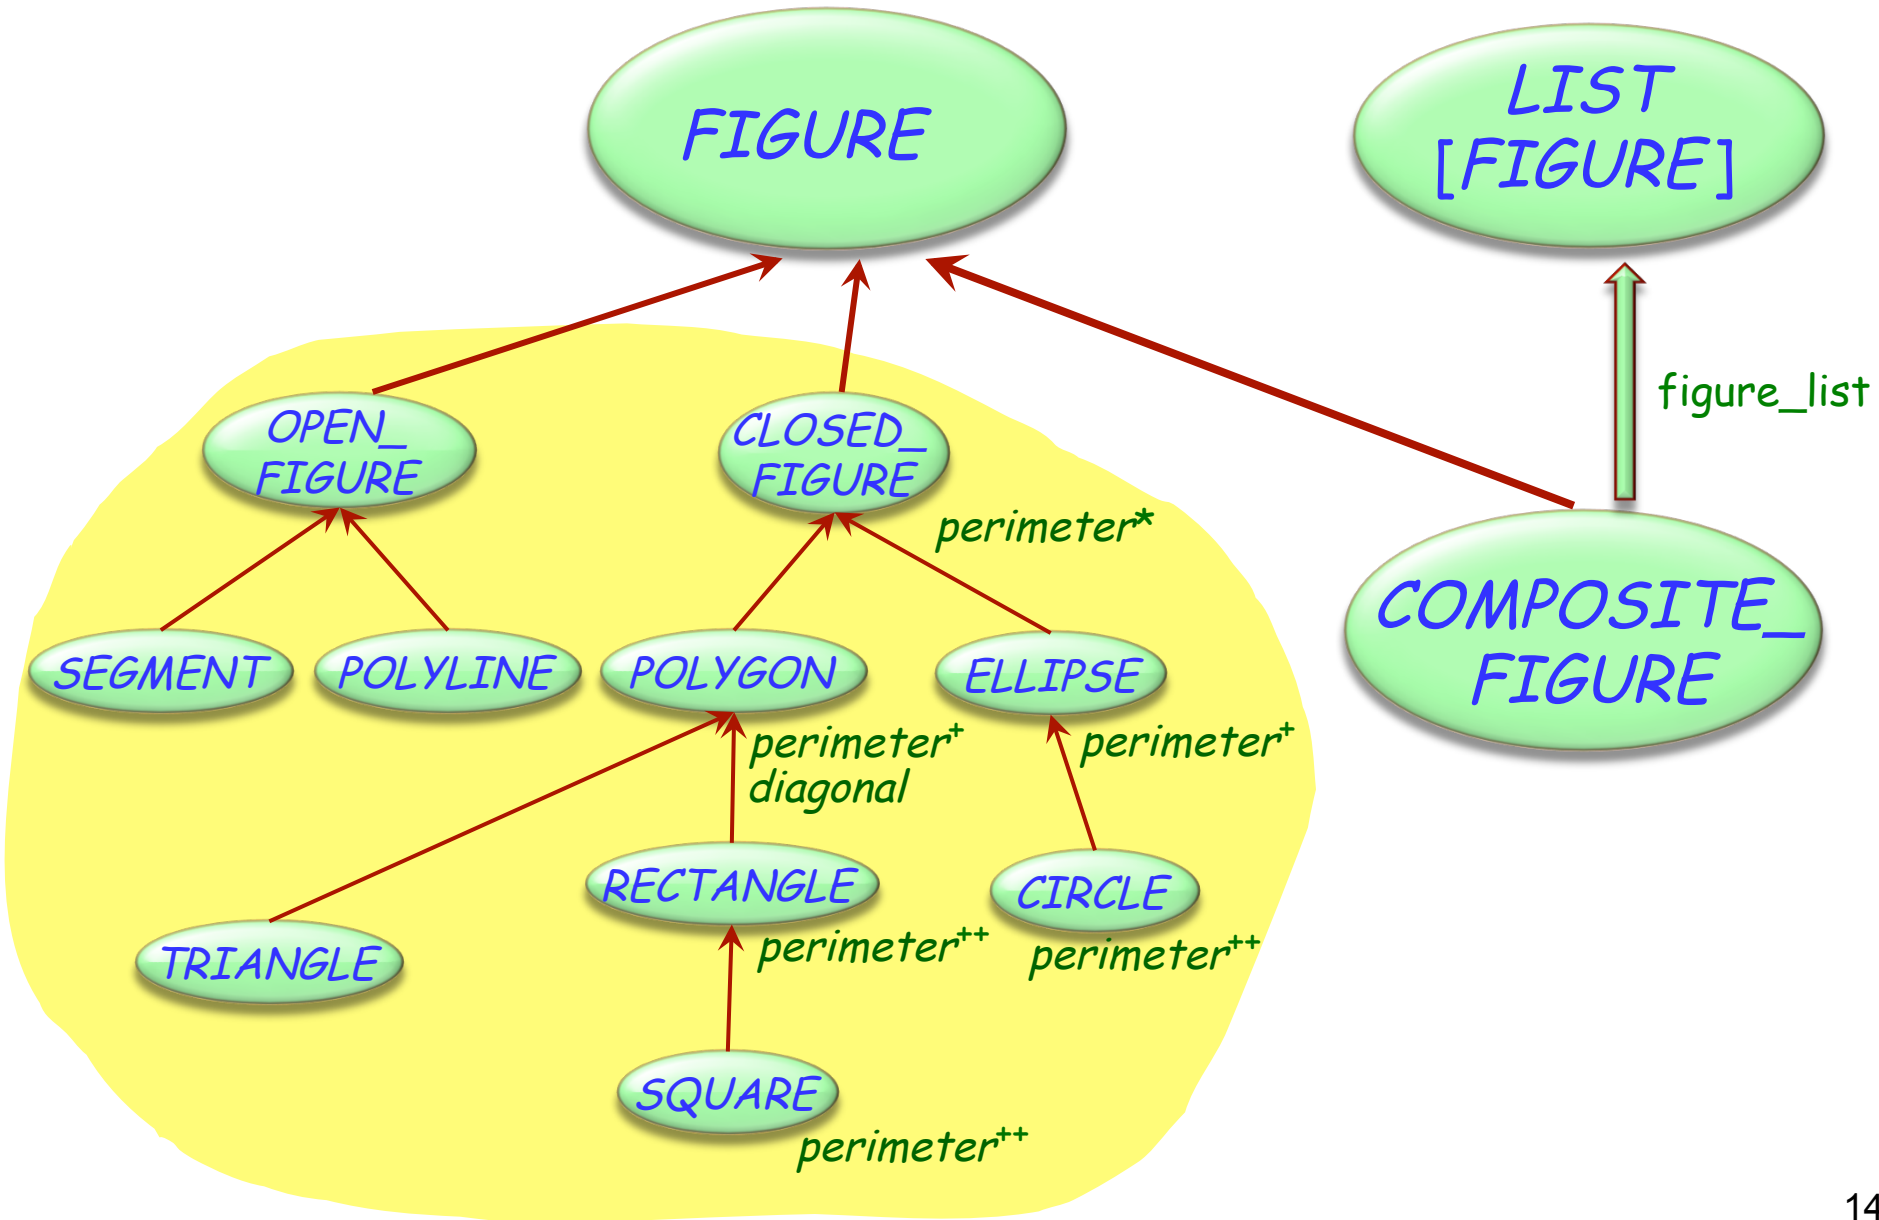 FIGURE
LIST
[FIGURE]
figure_list
OPEN_
FIGURE
CLOSED_
FIGURE
perimeter*
COMPOSITE_
FIGURE
SEGMENT
POLYLINE
POLYGON
ELLIPSE
perimeter+
diagonal
perimeter+
RECTANGLE
perimeter++
CIRCLE
perimeter++
TRIANGLE
SQUARE
perimeter++
14